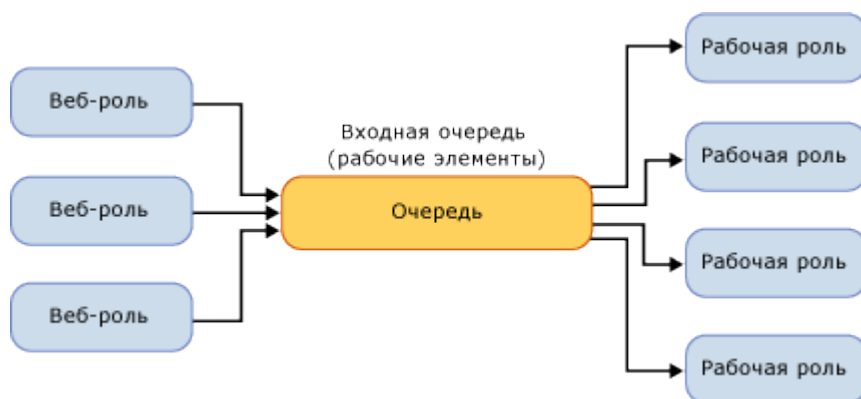 Веб-роль
Веб-роль
Веб-роль
Входная очередь
(рабочие элементы)
Очередь
Рабочая роль
Рабочая роль
Рабочая роль
Рабочая роль